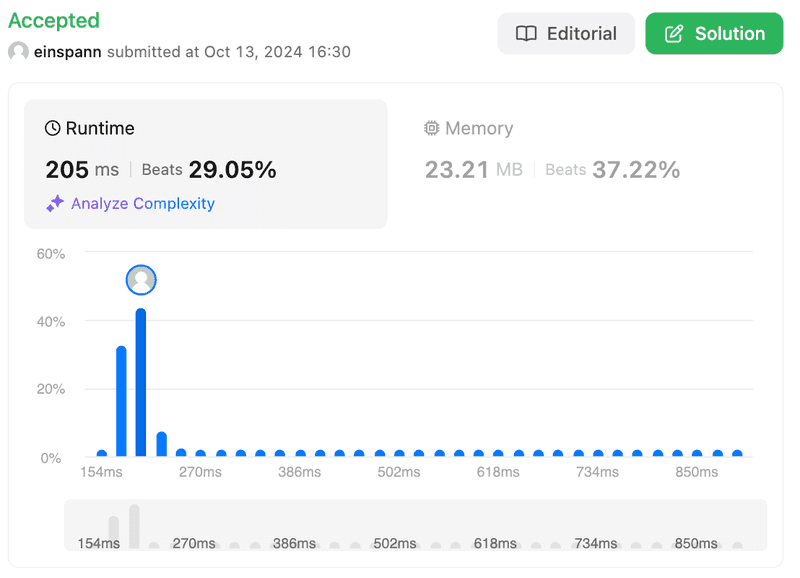 Accepted
einspann submitted at Oct 13, 2024 16:30
Editorial
Solution
Runtime
205 ms | Beats 29.05%
Analyze Complexity
Memory
23.21 MB | Beats 37.22%
60%
40%
20%
0%
154ms 270ms 386ms 502ms 618ms 734ms 850ms
154ms 270ms 386ms 502ms 618ms 734ms 850ms